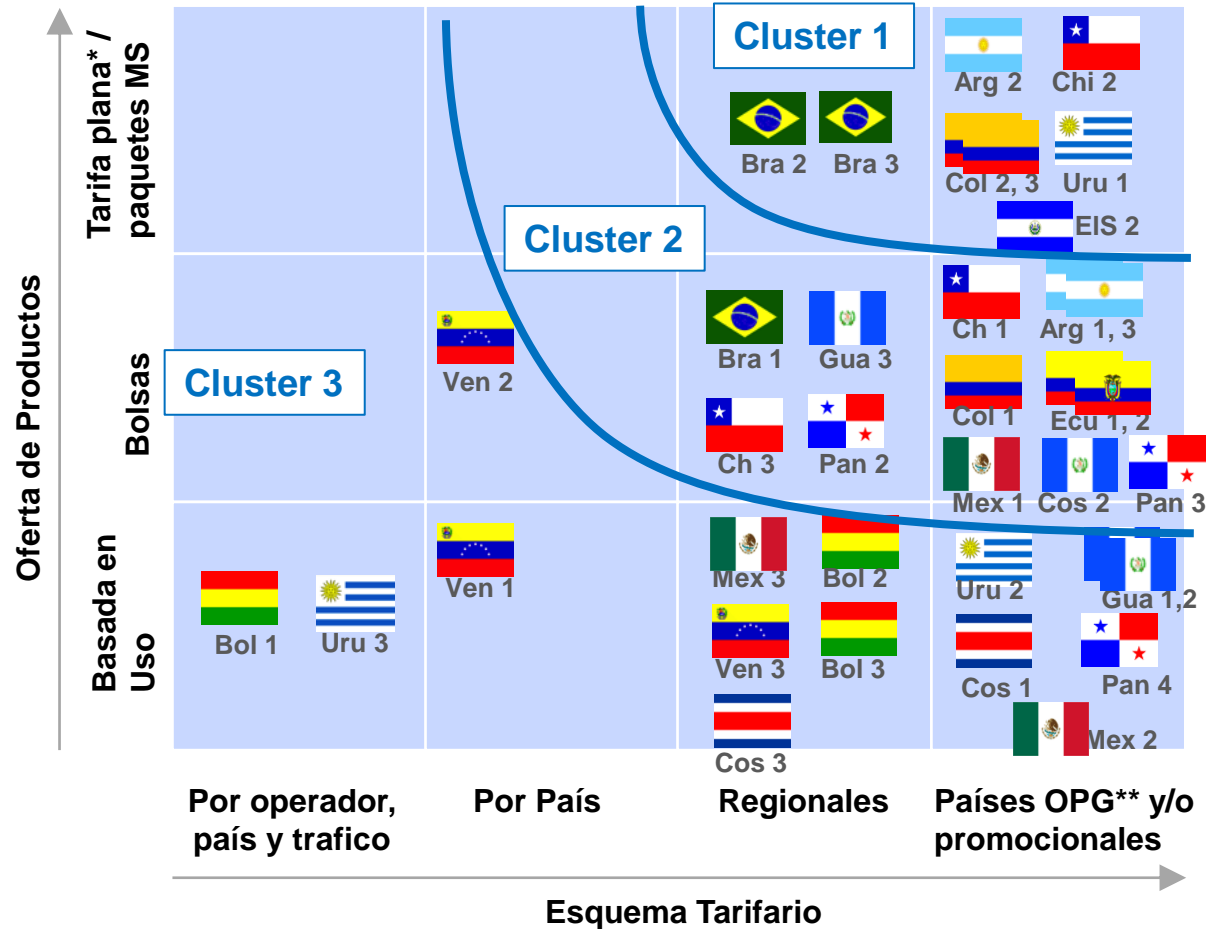 Oferta de Productos
Tarifa plana* /
paquetes MS
Bolsas
Basada en
Uso
Cluster 1
Cluster 2
Cluster 3
Arg 2
Chi 2
Bra 2
Bra 3
Col 2, 3
Uru 1
EIS 2
Ven 2
Bra 1
Gua 3
Ch 1
Arg 1, 3
Ch 3
Pan 2
Col 1
Ecu 1, 2
Mex 1
Cos 2
Pan 3
Bol 1
Uru 3
Ven 1
Mex 3
Bol 2
Uru 2
Gua 1,2
Ven 3
Bol 3
Cos 1
Pan 4
Cos 3
Mex 2
Por operador,
país y trafico
Por País
Regionales
Países OPG** y/o
promocionales
Esquema Tarifario